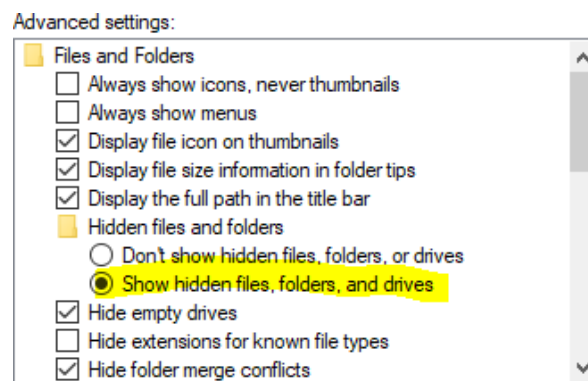 Advanced settings:
Files and Folders
Always show icons, never thumbnails
Always show menus
Display file icon on thumbnails
Display file size information in folder tips
Display the full path in the title bar
Hidden files and folders
Don't show hidden files, folders, or drives
Show hidden files, folders, and drives
Hide empty drives
Hide extensions for known file types
Hide folder merge conflicts